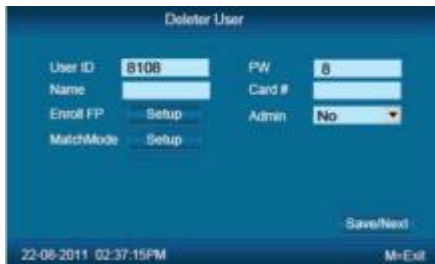 Deleter User
User ID 8108 PW 8
Name Card #
Enroll FP Setup Admin No
MatchMode Setup
Save/Next
22-08-2011 02:37:15PM M=Exit